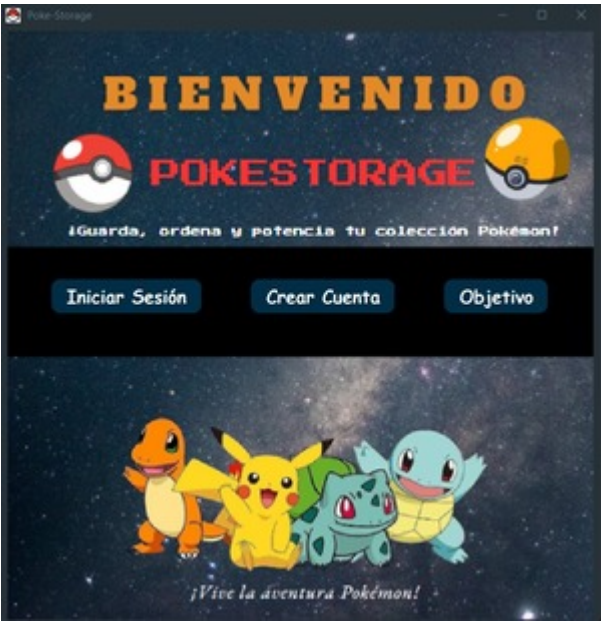 Poke-Storage
BIENVENIDO
POKESTORAGE
¡Guarda, ordena y potencia tu colección Pokémon!
Iniciar Sesión Crear Cuenta Objetivo
¡Vive la aventura Pokémon!